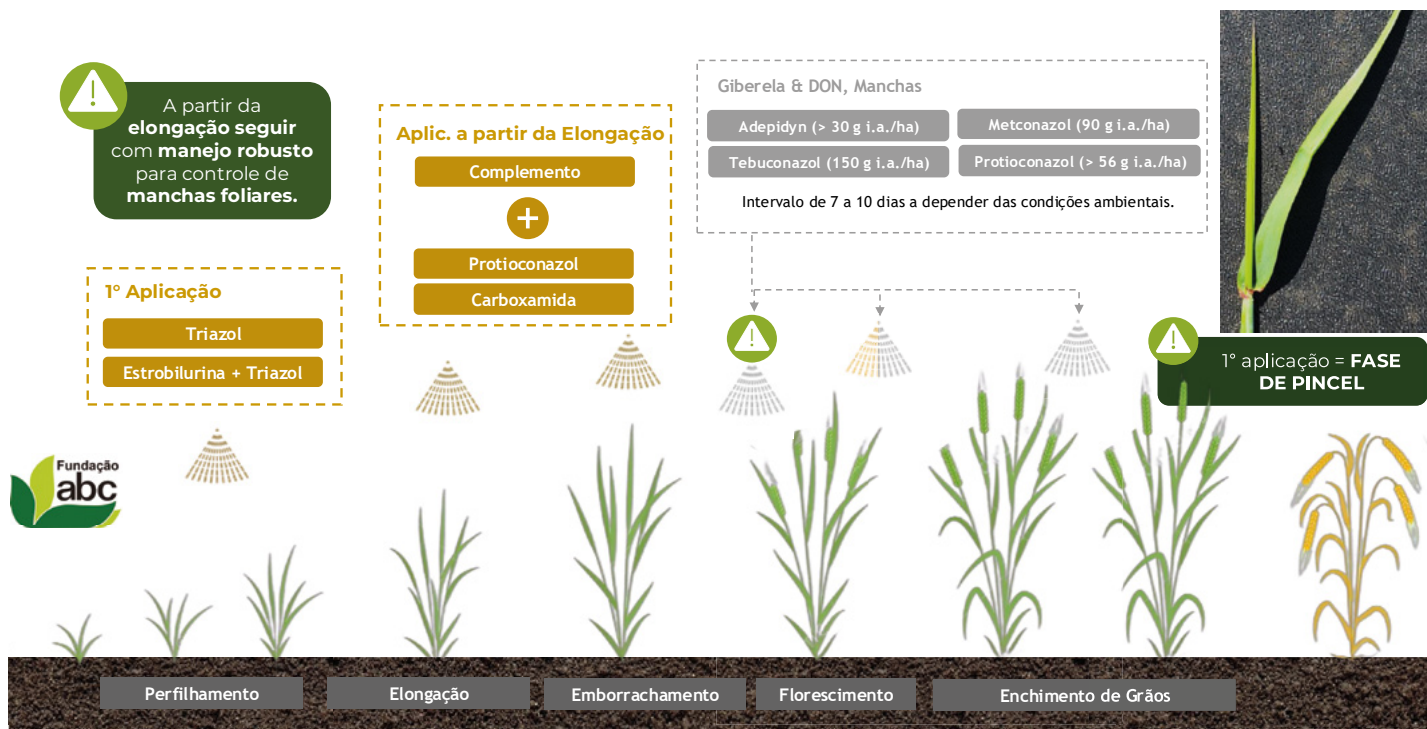 A partir da
elongação seguir
com manejo robusto
para controle de
manchas foliares.
1º Aplicação
Triazol
Estrobilurina + Triazol
Aplic. a partir da Elongação
Complemento
+
Protioconazol
Carboxamida
Giberela & DON, Manchas
Adepidyn (> 30 g i.a./ha)
Metconazol (90 g i.a./ha)
Tebuconazol (150 g i.a./ha)
Protioconazol (> 56 g i.a./ha)
Intervalo de 7 a 10 dias a depender das condições ambientais.
1° aplicação = FASE
DE PINCEL
Fundação
abc
Perfilhamento
Elongação
Emborrachamento
Florescimento
Enchimento de Grãos